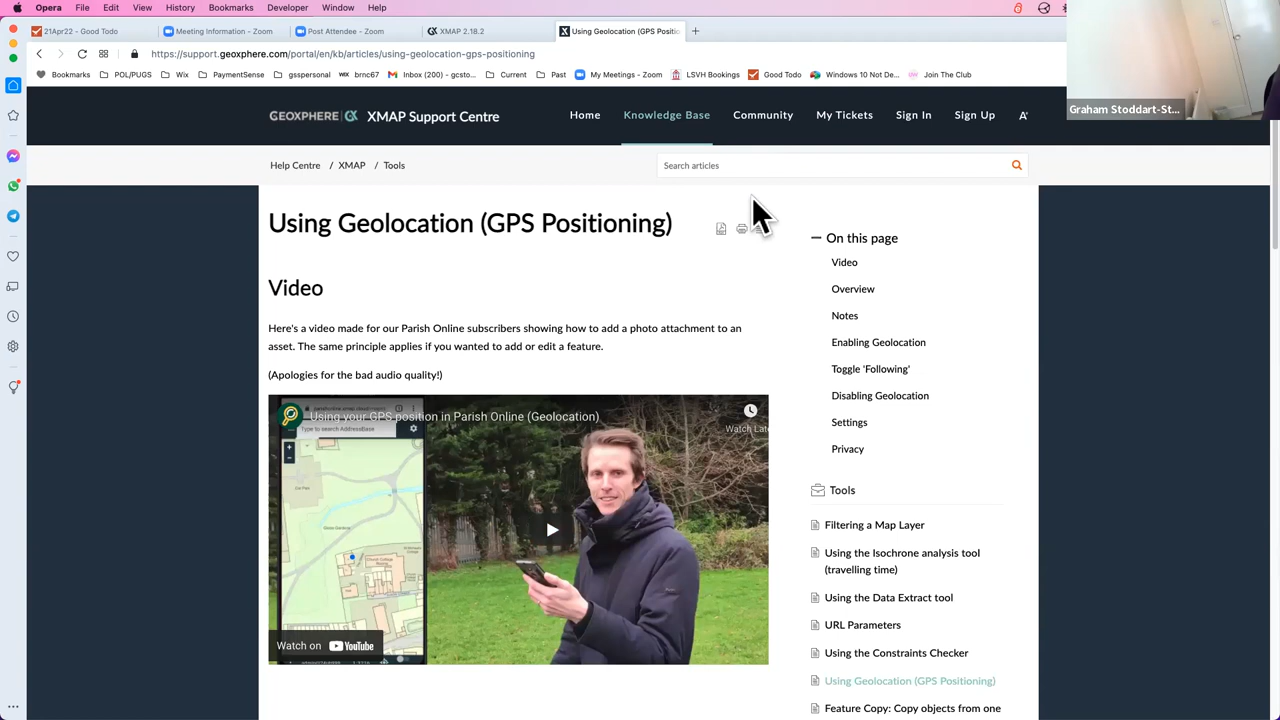 Opera File Edit View History Bookmarks Developer Window Help
21Apr22 - Good Todo
Meeting Information - Zoom
Post Attendee - Zoom
XMAP 2.18.2
Using Geolocation (GPS Positio
https://support.geoxphere.com/portal/en/kb/articles/using-geolocation-gps-positioning
Bookmarks POL/PUGS Wix PaymentSense gsspersonal WIX brnc67 Inbox (200) - gcsto... Current Past My Meetings - Zoom LSVH Bookings Good Todo Windows 10 Not De... Join The Club
Graham Stoddart-St...
GEOXPHERE XMAP Support Centre
Home Knowledge Base Community My Tickets Sign In Sign Up A
Help Centre / XMAP / Tools
Search articles
Using Geolocation (GPS Positioning)
Video
Here's a video made for our Parish Online subscribers showing how to add a photo attachment to an
asset. The same principle applies if you wanted to add or edit a feature.
(Apologies for the bad audio quality!)
Using your GPS position in Parish Online (Geolocation)
Watch Late
Type to search AddressBase
Watch on YouTube
On this page
Video
Overview
Notes
Enabling Geolocation
Toggle 'Following'
Disabling Geolocation
Settings
Privacy
Tools
Filtering a Map Layer
Using the Isochrone analysis tool
(travelling time)
Using the Data Extract tool
URL Parameters
Using the Constraints Checker
Using Geolocation (GPS Positioning)
Feature Copy: Copy objects from one